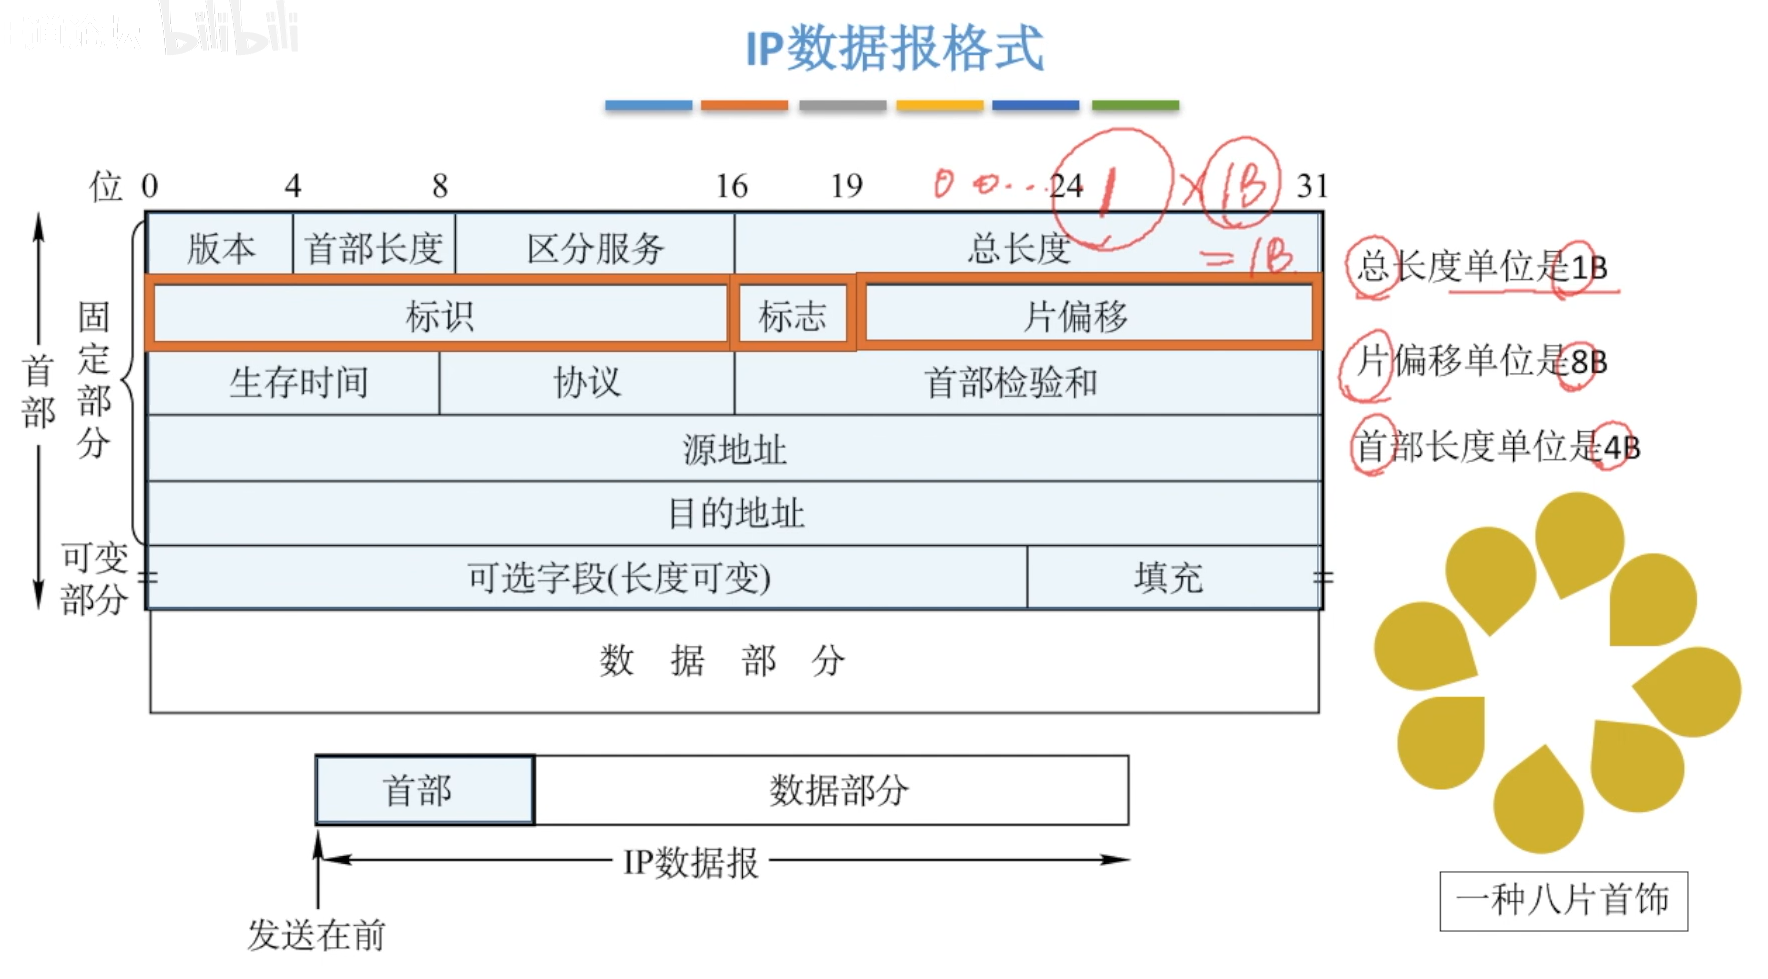 bilibili
IP数据报格式
位 0 4 8 16 19 24 31
0 0... 1 × 1B
= 1B
版本 首部长度 区分服务 总长度
标识 标志 片偏移
生存时间 协议 首部检验和
源地址
目的地址
可选字段(长度可变) 填充
数据部分
首部
固定部分
可变
部分
总长度单位是1B
片偏移单位是8B
首部长度单位是4B
一种八片首饰
首部 数据部分
IP数据报
发送在前